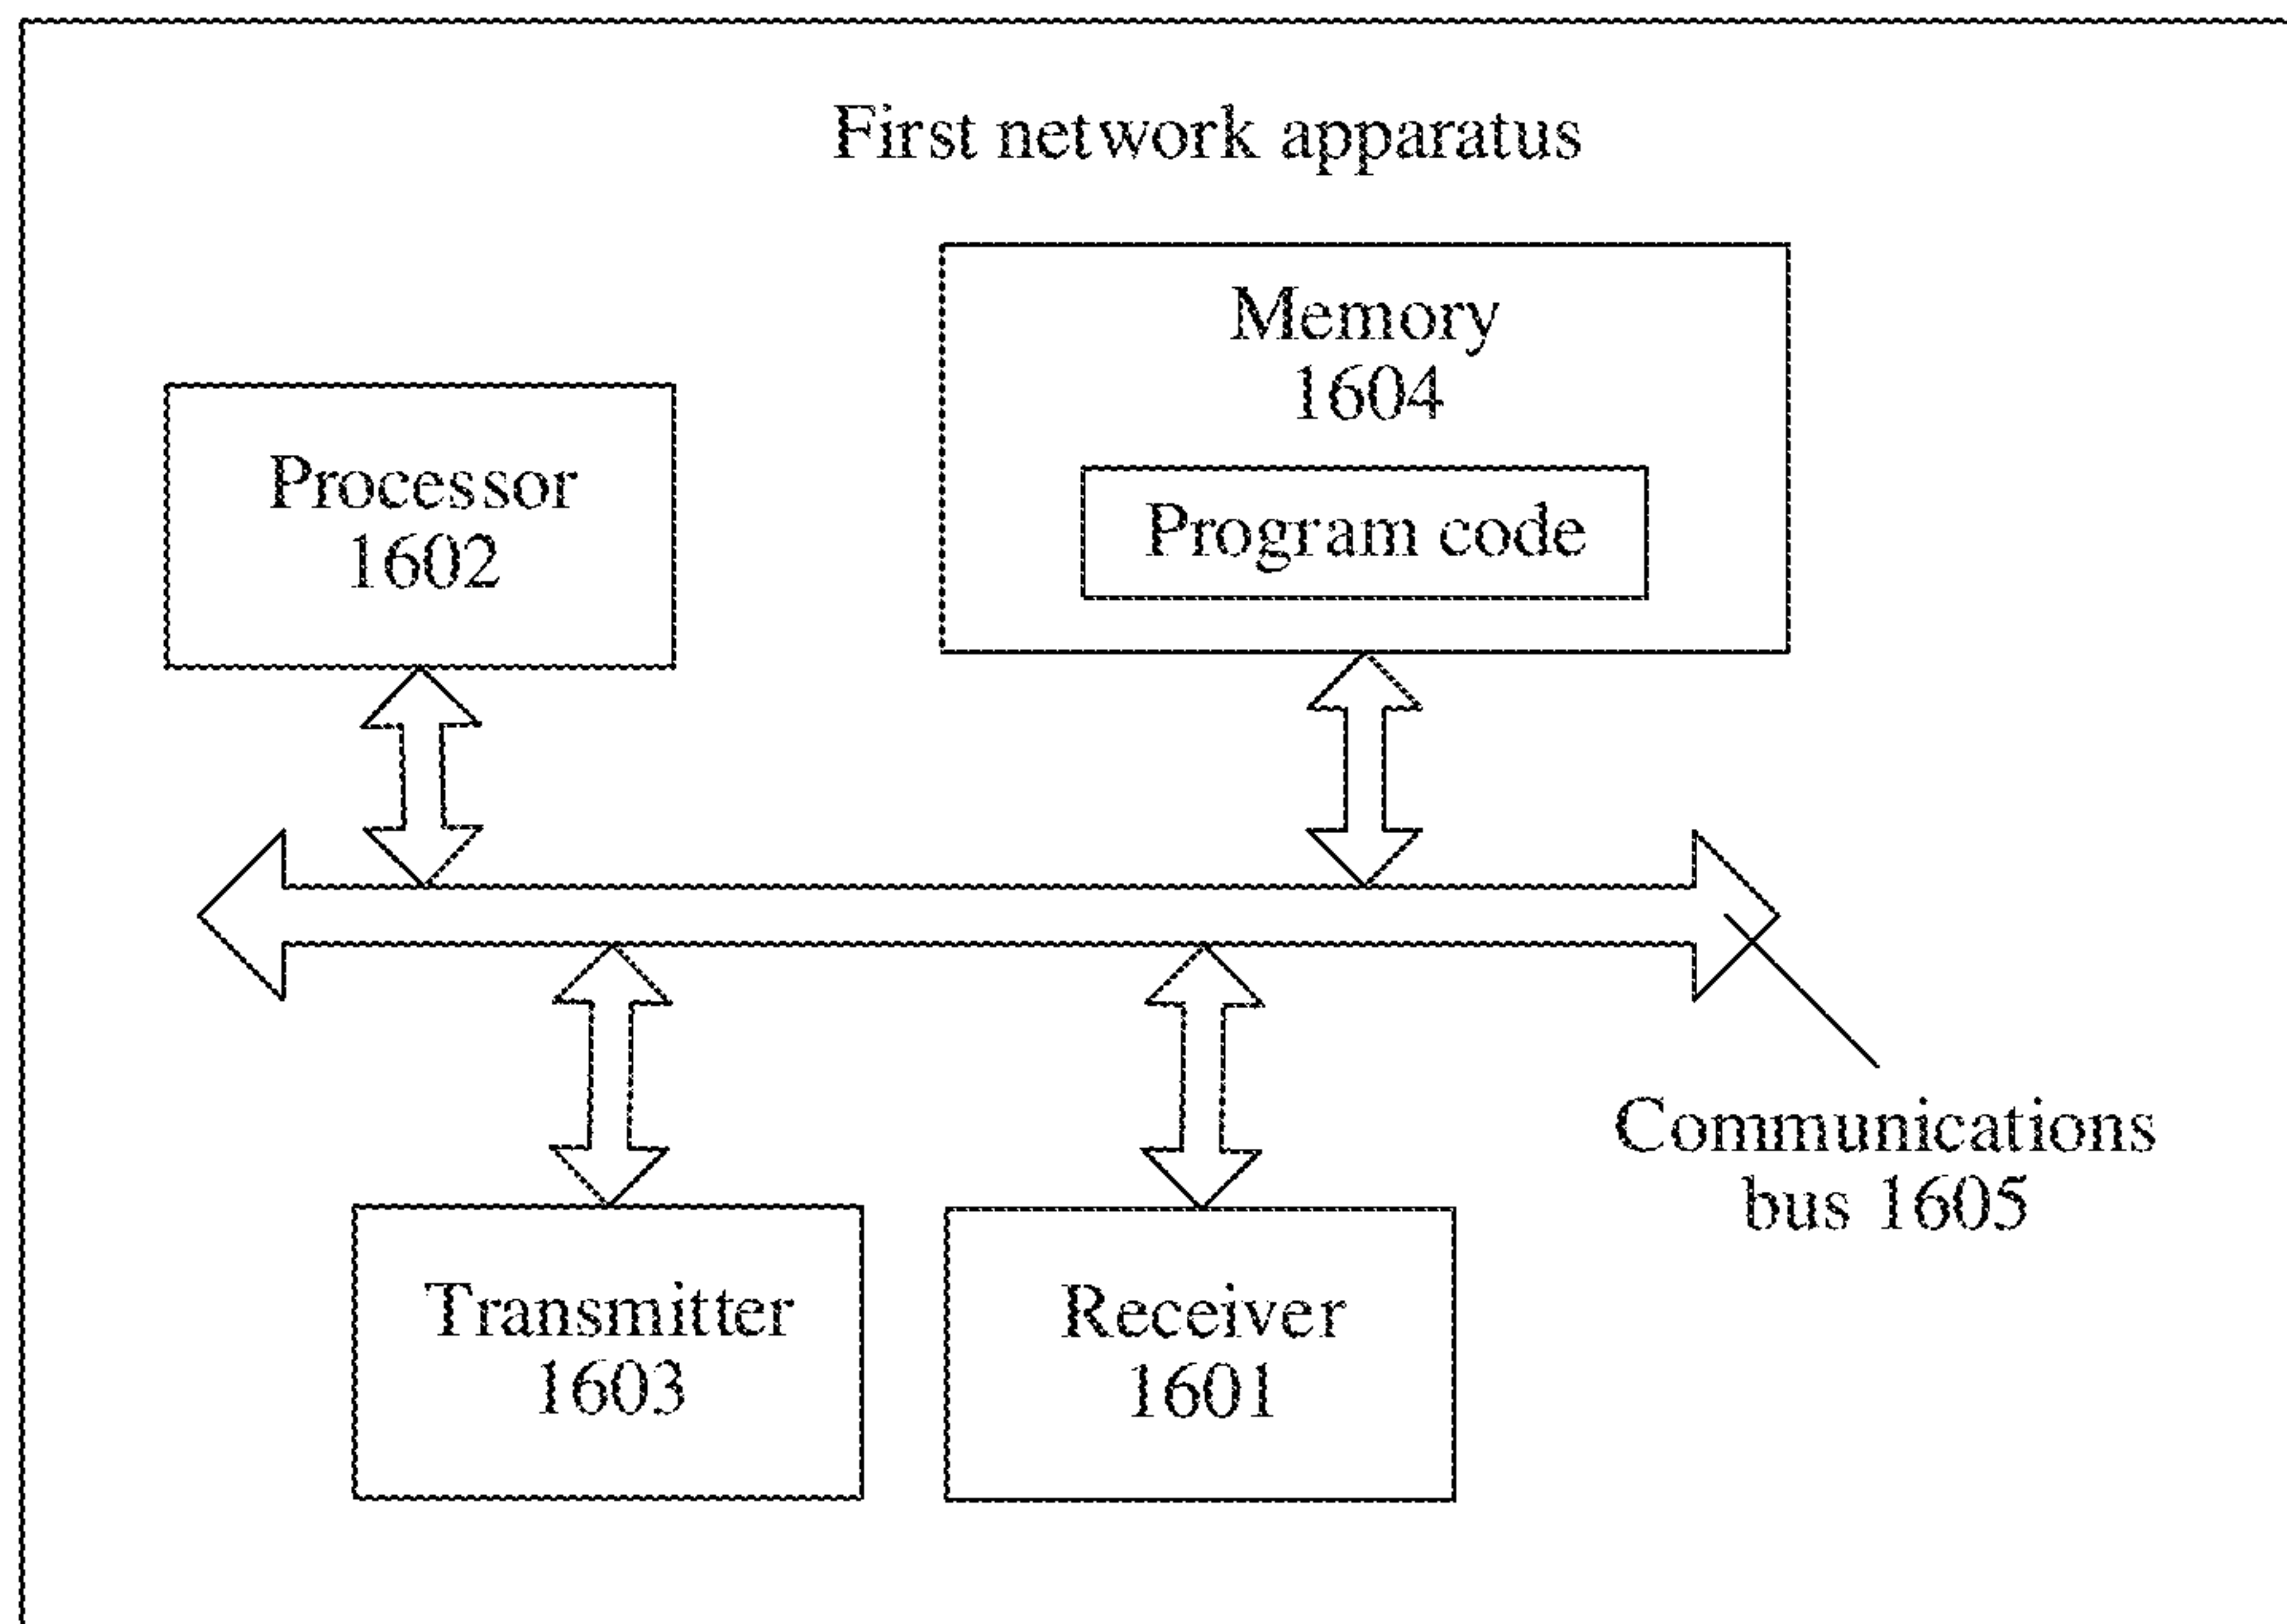 First network apparatus
Memory
1604
Program code
Processor
1602
Communications
bus 1605
Transmitter
1603
Receiver
1601